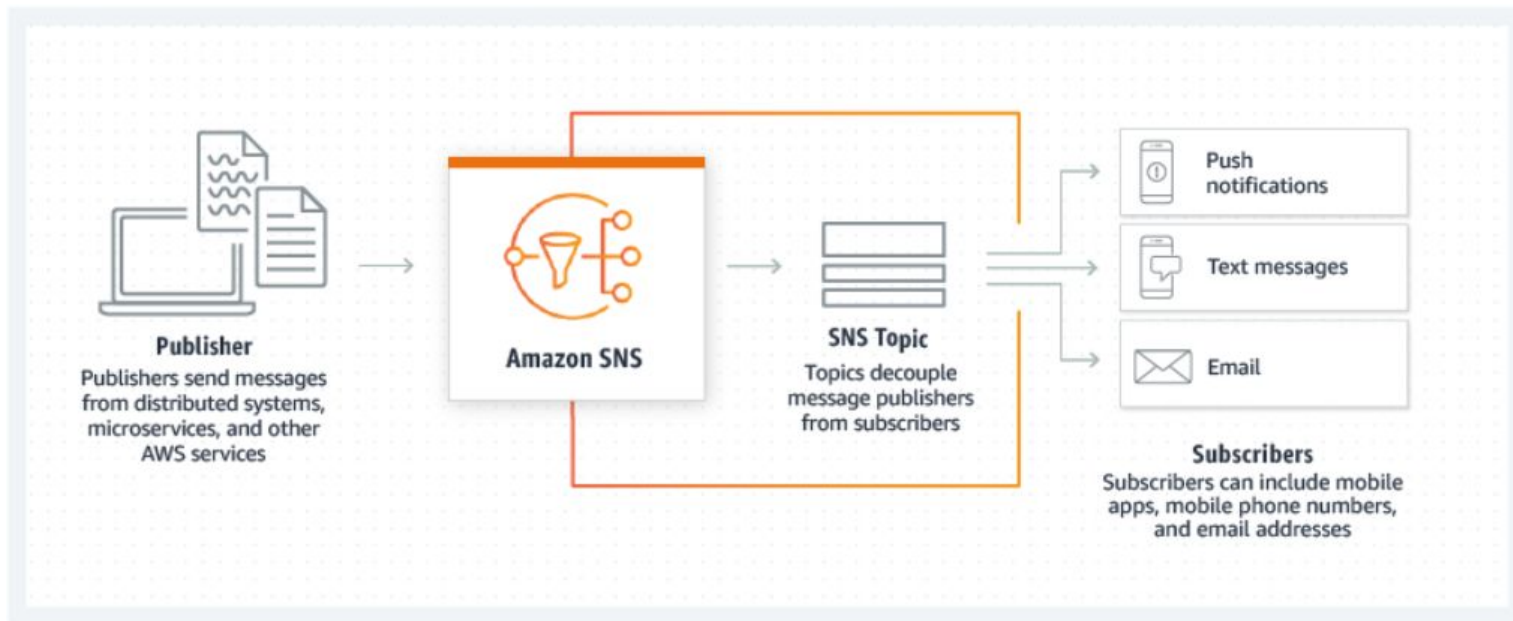 Publisher
Publishers send messages
from distributed systems,
microservices, and other
AWS services
Amazon SNS
SNS Topic
Topics decouple
message publishers
from subscribers
Push
notifications
Text messages
Email
Subscribers
Subscribers can include mobile
apps, mobile phone numbers,
and email addresses